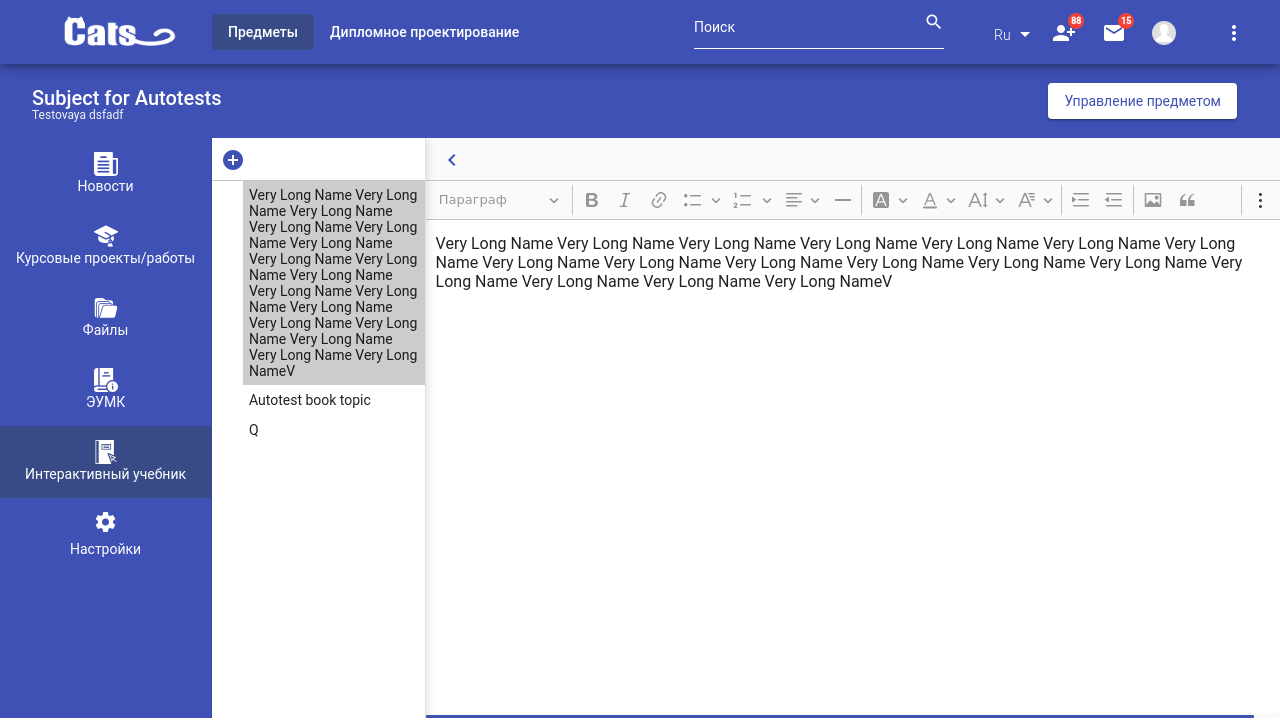 Cats
Предметы
Дипломное проектирование
Поиск
Ru
88
15
Subject for Autotests
Testovaya dsfadf
Управление предметом
Новости
Курсовые проекты/работы
Файлы
ЭУМК
Интерактивный учебник
Настройки
Very Long Name Very Long
Name Very Long Name
Very Long Name Very Long
Name Very Long Name
Very Long Name Very Long
Name Very Long Name
Very Long Name Very Long
Name Very Long Name
Very Long Name Very Long
Name Very Long Name
Very Long Name Very Long
NameV
Autotest book topic
Q
Параграф
Very Long Name Very Long Name Very Long Name Very Long Name Very Long Name Very Long Name Very Long
Name Very Long Name Very Long Name Very Long Name Very Long Name Very Long Name Very Long Name Very
Long Name Very Long Name Very Long Name Very Long NameV